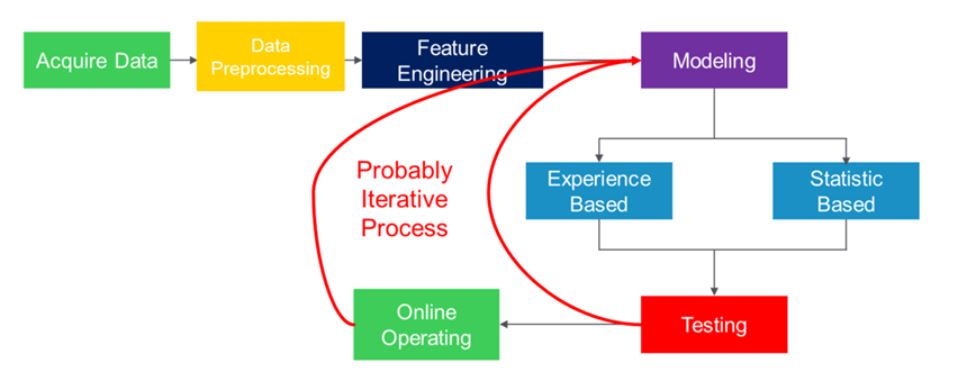 Acquire Data
Data
Preprocessing
Feature
Engineering
Modeling
Probably
Iterative
Process
Experience
Based
Statistic
Based
Online
Operating
Testing